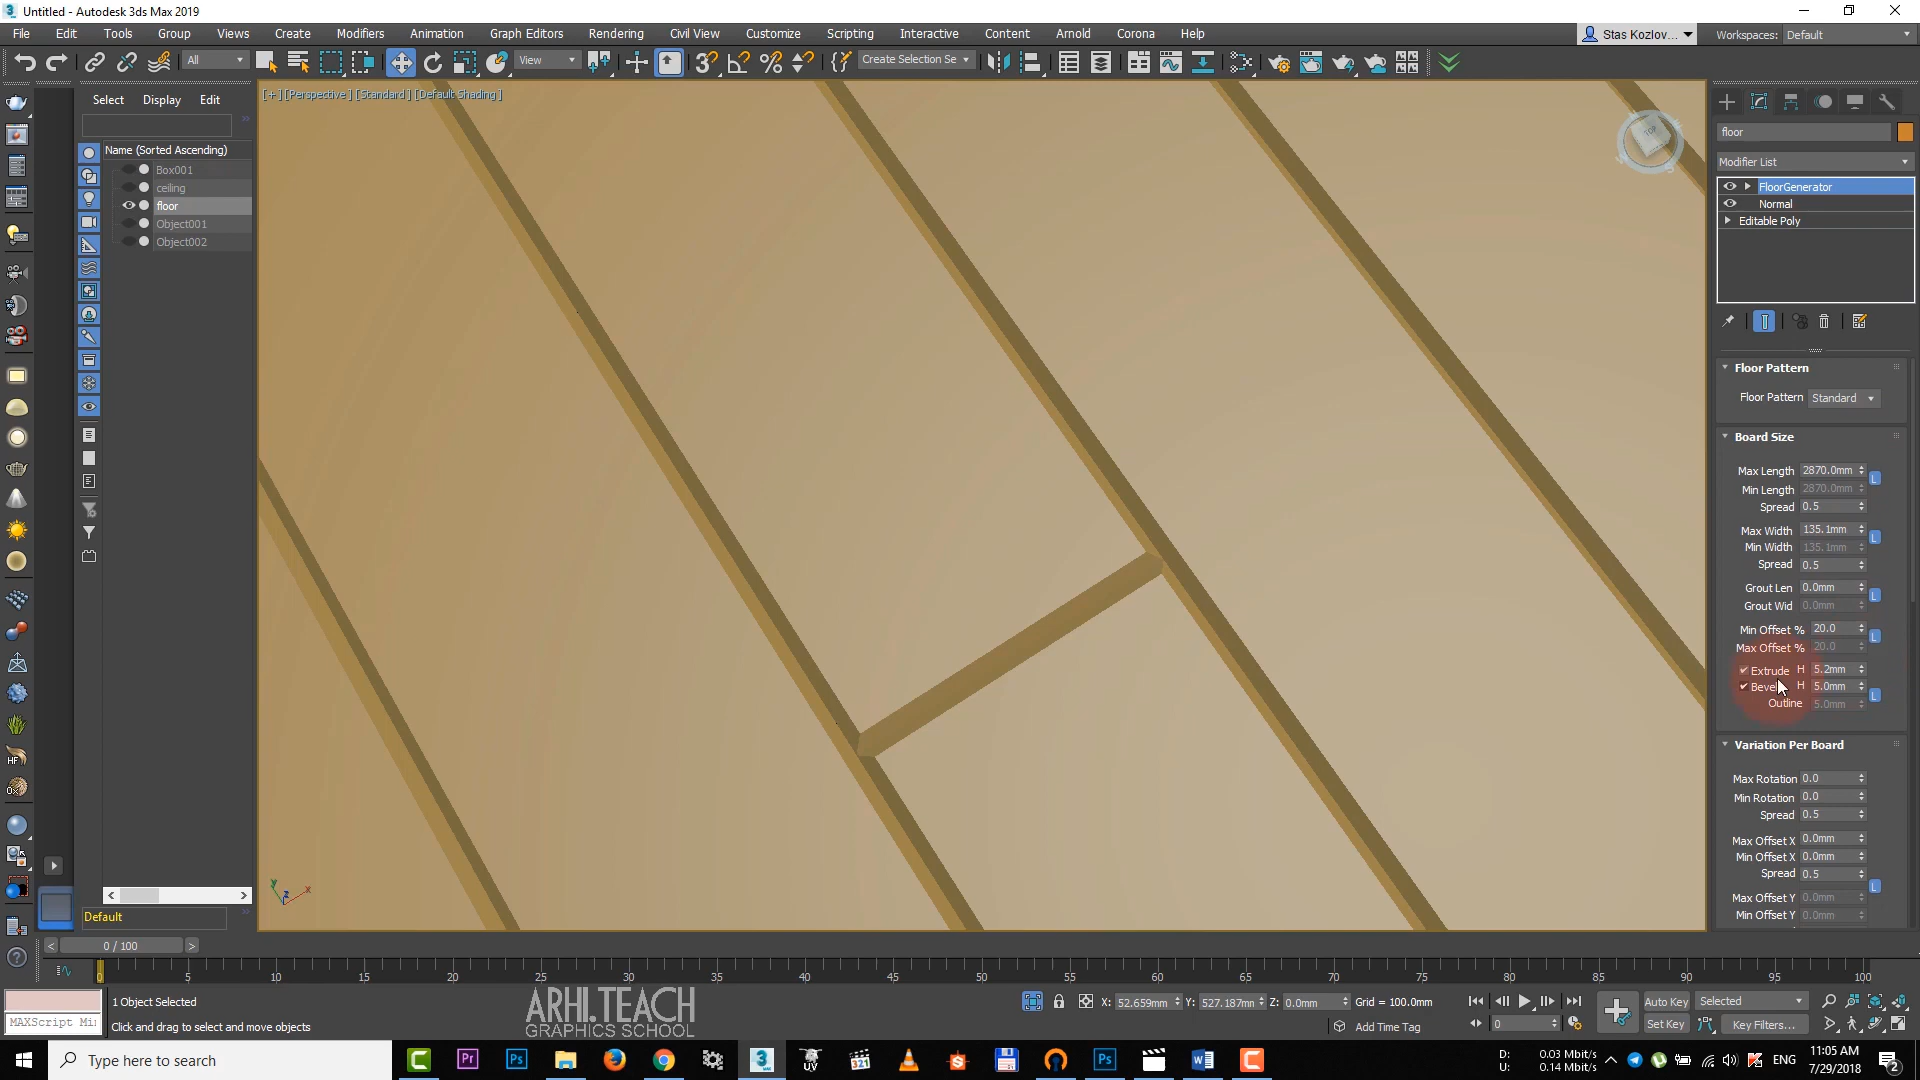 Untitled - Autodesk 3ds Max 2019
File Edit Tools Group Views Create Modifiers Animation Graph Editors Rendering Civil View Customize Scripting Interactive Content Arnold Corona Help
Stas Kozlov... Workspaces: Default
All View Create Selection Se
Select Display Edit
[+] [Perspective] [Standard] [Default Shading]
Name (Sorted Ascending)
Box001
ceiling
floor
Object001
Object002
floor
Modifier List
FloorGenerator
Normal
Editable Poly
Floor Pattern
Floor Pattern Standard
Board Size
Max Length 2870.0mm
L
Min Length 2870.0mm
Spread 0.5
Max Width 135.1mm
L
Min Width 135.1mm
Spread 0.5
Grout Len 0.0mm
L
Grout Wid 0.0mm
Min Offset % 20.0
L
Max Offset % 20.0
Extrude H 5.2mm
Bevel H 5.0mm
L
Outline 5.0mm
Variation Per Board
Max Rotation 0.0
Min Rotation 0.0
Spread 0.5
Max Offset X 0.0mm
Min Offset X 0.0mm
Spread 0.5
L
Max Offset Y 0.0mm
Min Offset Y 0.0mm
TOP
y z x
Default
0 / 100
0 5 10 15 20 25 30 35 40 45 50 55 60 65 70 75 80 85 90 95 100
1 Object Selected
MAXScript Mi
Click and drag to select and move objects
ARHI.TEACH
GRAPHICS SCHOOL
X: 52.659mm Y: 527.187mm Z: 0.0mm Grid = 100.0mm
Add Time Tag
Auto Key Selected
0 Set Key Key Filters...
Type here to search
D: 0.03 Mbit/s
U: 0.14 Mbit/s
ENG
11:05 AM
7/29/2018
2